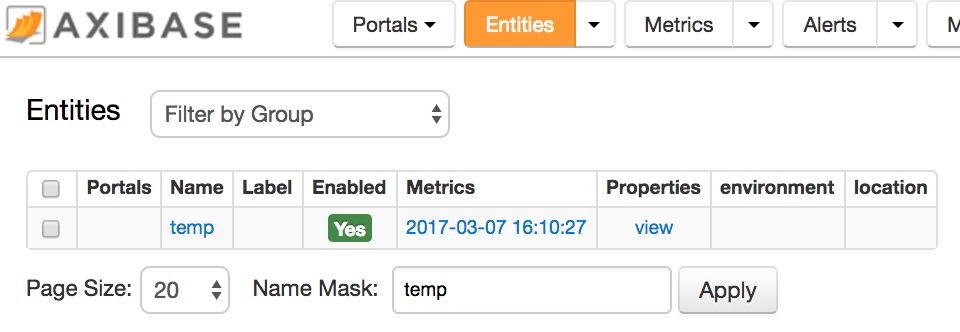 AXIBASE Portals Entities Metrics Alerts M
Entities Filter by Group
Portals Name Label Enabled Metrics Properties environment location
temp Yes 2017-03-07 16:10:27 view
Page Size: 20 Name Mask: temp Apply